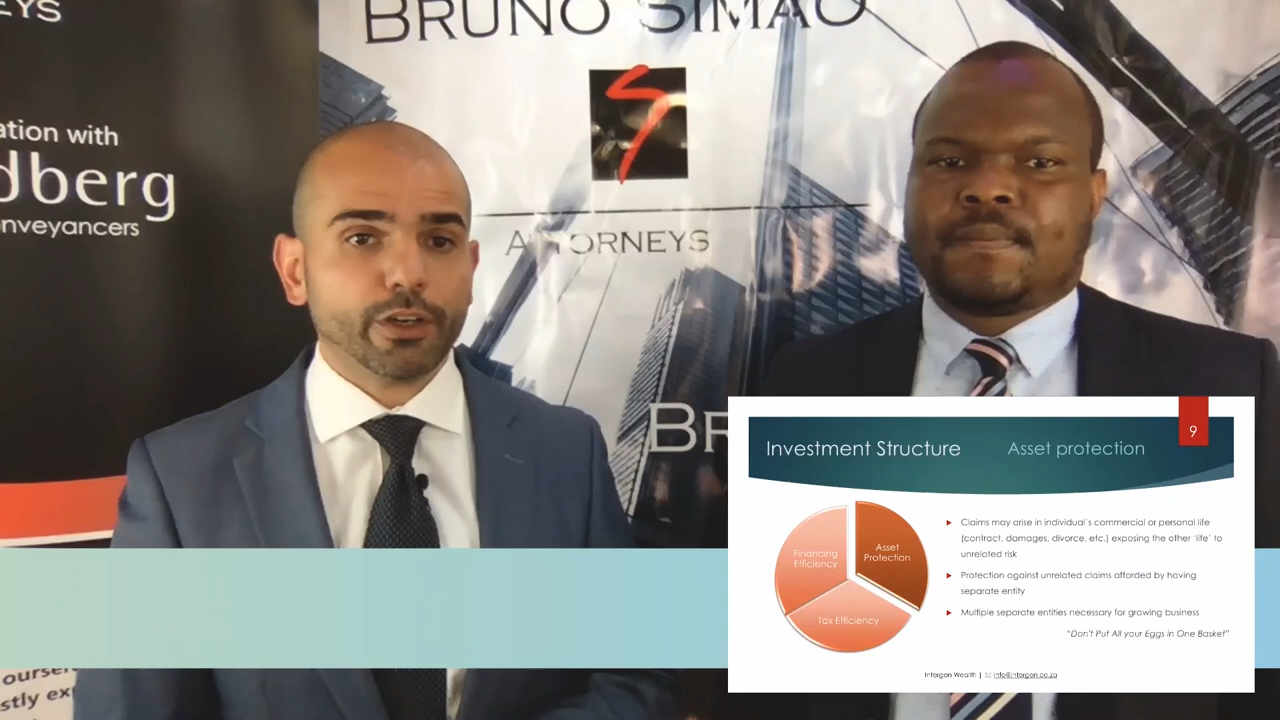 EYS
ation with
dberg
nveyancers
BRUNO SIMAO
ATTORNEYS
BR
ourse
stly ex
9
Investment Structure Asset protection
Financing
Efficiency
Asset
Protection
Tax Efficiency
Claims may arise in individual's commercial or personal life
(contract, damages, divorce, etc.) exposing the other 'life' to
unrelated risk
Protection against unrelated claims afforded by having
separate entity
Multiple separate entities necessary for growing business
"Don't Put All your Eggs in One Basket"
Intergen Wealth | info@intergen.co.za